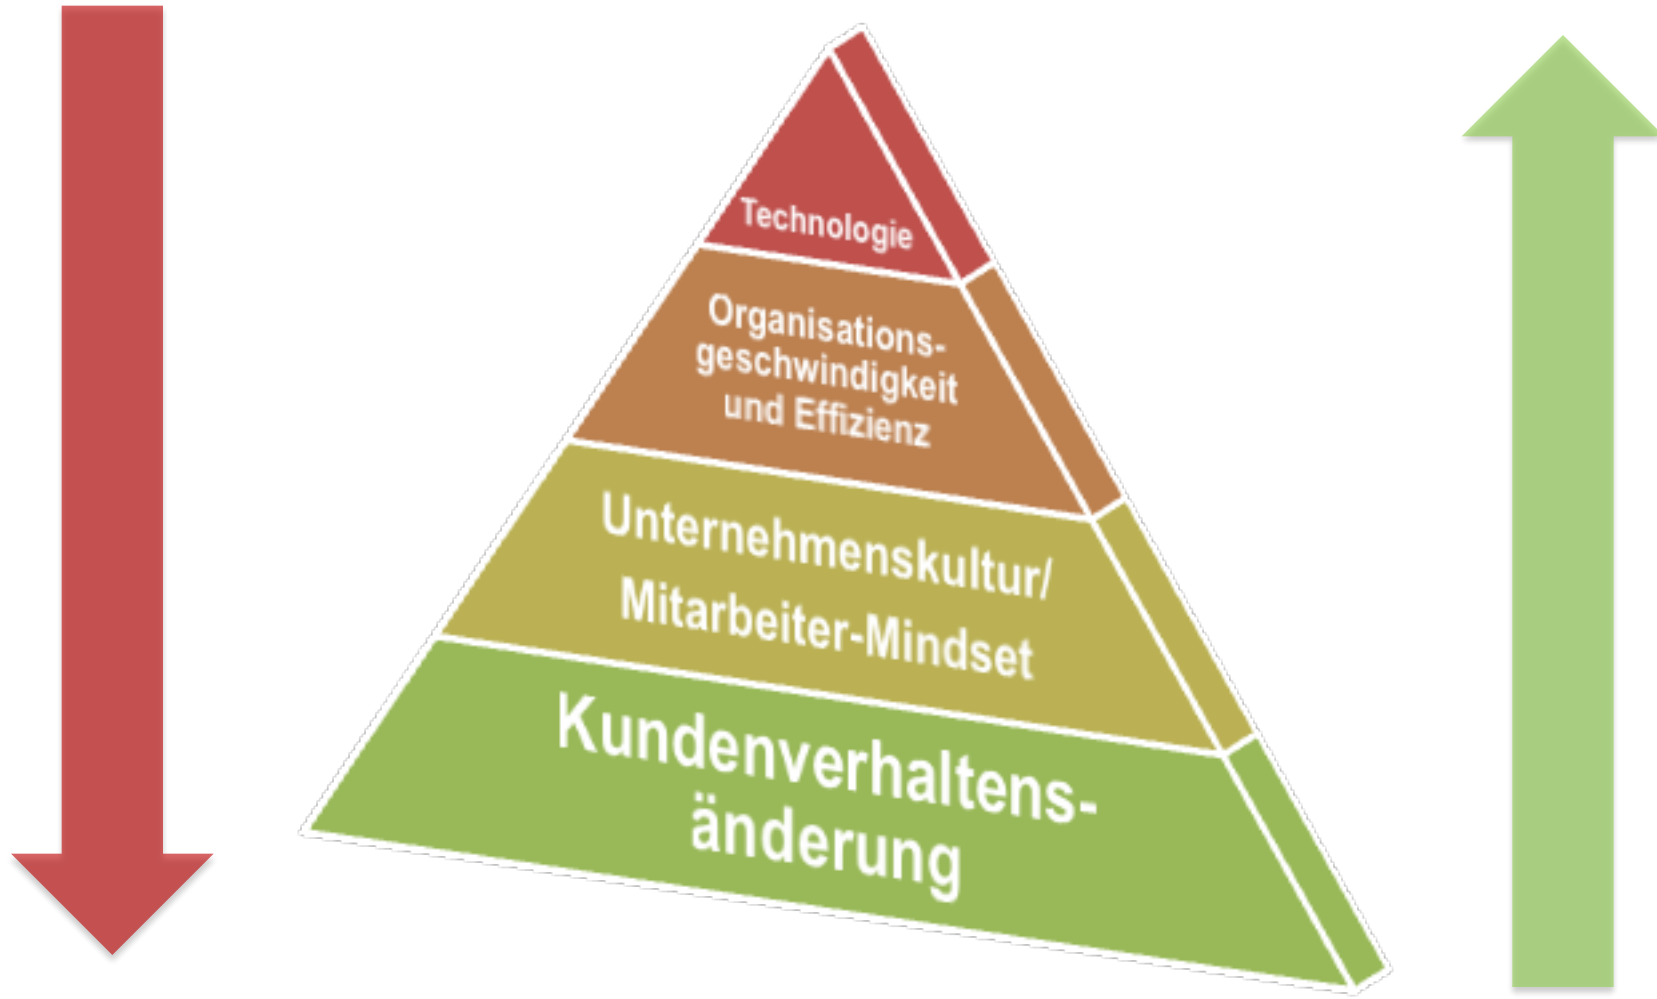 Technologie
Organisations-
geschwindigkeit
und Effizienz
Unternehmenskultur/
Mitarbeiter-Mindset
Kundenverhaltens-
änderung